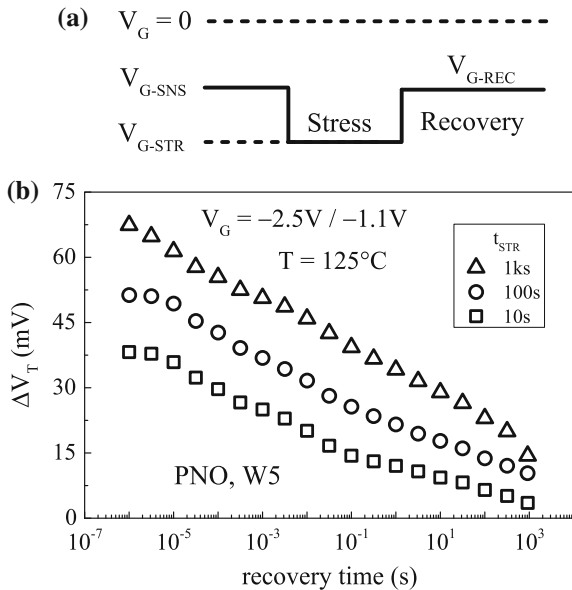 (a)
V_G = 0
V_G-SNS
V_G-REC
V_G-STR
Stress
Recovery
(b)
75
60
45
30
15
0
ΔV_T (mV)
V_G = −2.5V / −1.1V
T = 125°C
t_STR
1ks
100s
10s
PNO, W5
10^-7
10^-5
10^-3
10^-1
10^1
10^3
recovery time (s)